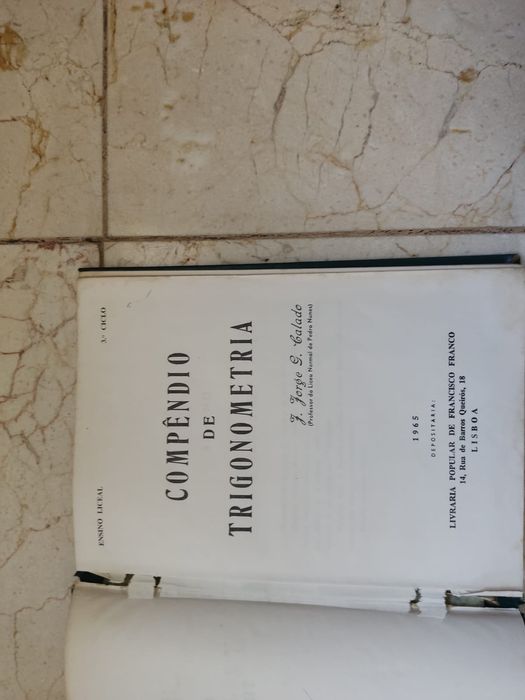 ENSINO LICEAL 3.º CICLO
COMPÊNDIO
DE
TRIGONOMETRIA
J. Jorge G. Calado
(Professor do Liceu Normal de Pedro Nunes)
1965
DEPOSITÁRIA:
LIVRARIA POPULAR DE FRANCISCO FRANCO
14, Rua de Barros Queirós, 18
LISBOA